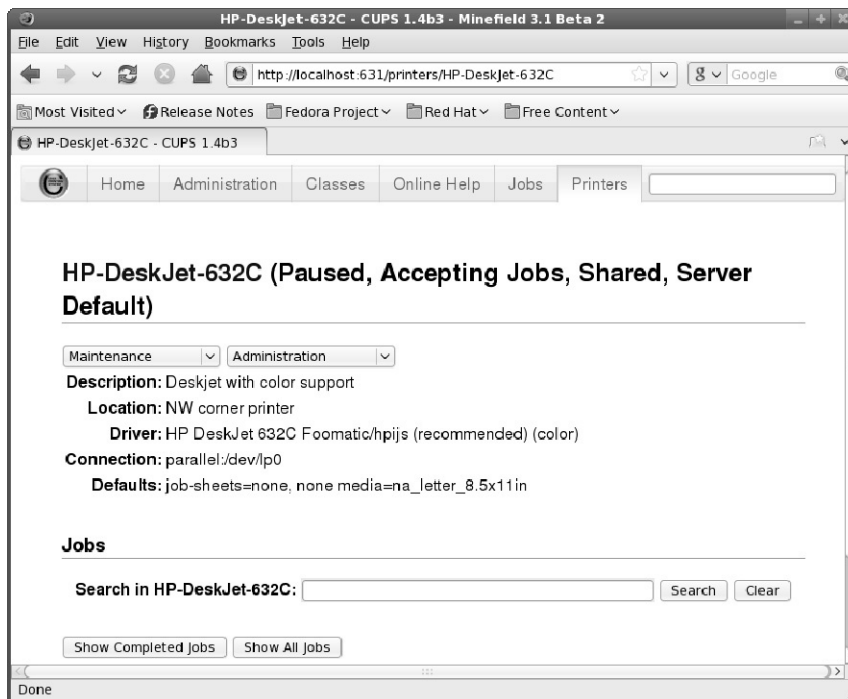 HP-DeskJet-632C - CUPS 1.4b3 - Minefield 3.1 Beta 2
File Edit View History Bookmarks Tools Help
http://localhost:631/printers/HP-DeskJet-632C
g Google
Most Visited Release Notes Fedora Project Red Hat Free Content
HP-DeskJet-632C - CUPS 1.4b3
Home Administration Classes Online Help Jobs Printers
HP-DeskJet-632C (Paused, Accepting Jobs, Shared, Server
Default)
Maintenance Administration
Description: Deskjet with color support
Location: NW corner printer
Driver: HP DeskJet 632C Foomatic/hpijs (recommended) (color)
Connection: parallel:/dev/lp0
Defaults: job-sheets=none, none media=na_letter_8.5x11in
Jobs
Search in HP-DeskJet-632C: Search Clear
Show Completed Jobs Show All Jobs
Done